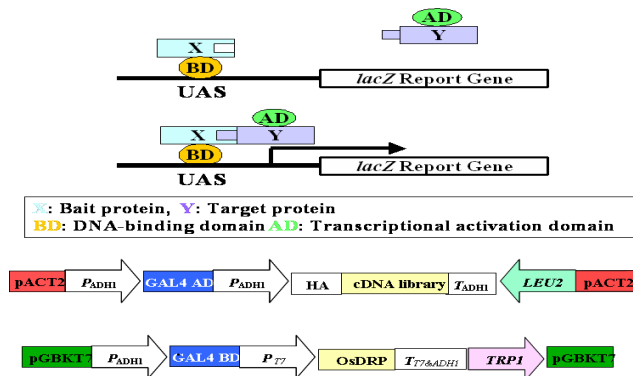 AD
X
Y
BD
lacZ Report Gene
UAS
AD
X
Y
BD
lacZ Report Gene
UAS
X: Bait protein, Y: Target protein
BD: DNA-binding domain AD: Transcriptional activation domain
pACT2 PADH1 GAL4 AD PADH1 HA cDNA library TADH1 LEU2 pACT2
pGBKT7 PADH1 GAL4 BD PT7 OsDRP TT7&ADH1 TRP1 pGBKT7